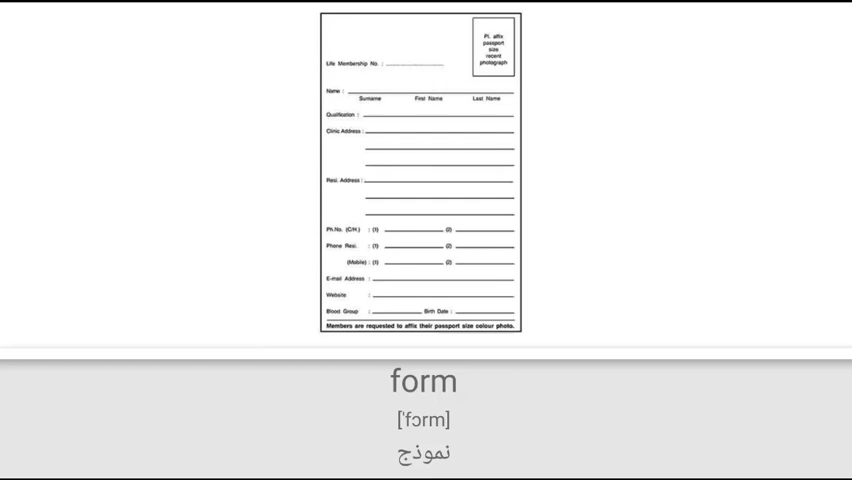 Pl. affix
passport
size
recent
photograph
Life Membership No. : ........................
Name :
Surname First Name Last Name
Qualification :
Clinic Address :
Resi. Address :
Ph.No. (C/H.) : (1) (2)
Phone Resi. : (1) (2)
(Mobile) : (1) (2)
E-mail Address :
Website :
Blood Group : Birth Date :
Members are requested to affix their passport size colour photo.
form
['fɔrm]
نموذج